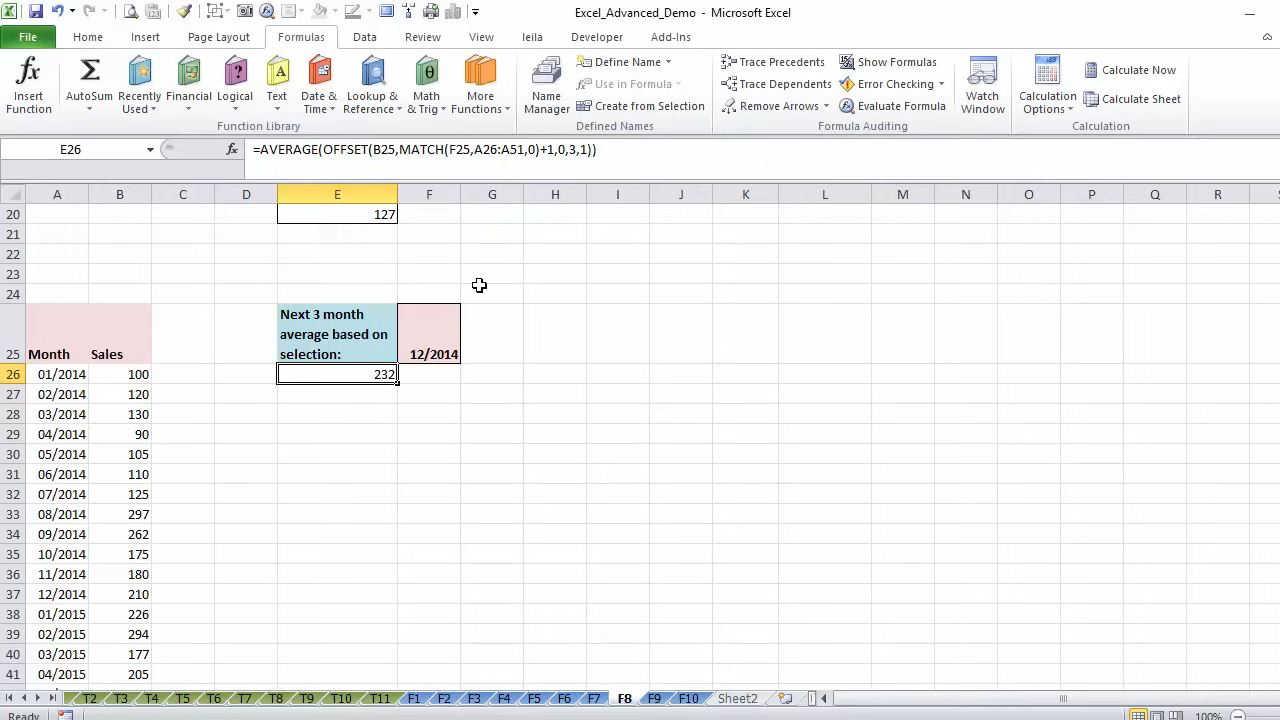 Excel_Advanced_Demo - Microsoft Excel
File Home Insert Page Layout Formulas Data Review View leila Developer Add-Ins
fx Σ A ? θ
Insert Function
AutoSum
Recently Used
Financial
Logical
Text
Date & Time
Lookup & Reference
Math & Trig
More Functions
Function Library
Name Manager
Define Name
Use in Formula
Create from Selection
Defined Names
Trace Precedents
Trace Dependents
Remove Arrows
Show Formulas
Error Checking
Evaluate Formula
Formula Auditing
Watch Window
Calculation Options
Calculate Now
Calculate Sheet
Calculation
E26 fx =AVERAGE(OFFSET(B25,MATCH(F25,A26:A51,0)+1,0,3,1))
A B C D E F G H I J K L M N O P Q R
20 127
21
22
23
24
Next 3 month
average based on
25 Month Sales selection: 12/2014
26 01/2014 100 232
27 02/2014 120
28 03/2014 130
29 04/2014 90
30 05/2014 105
31 06/2014 110
32 07/2014 125
33 08/2014 297
34 09/2014 262
35 10/2014 175
36 11/2014 180
37 12/2014 210
38 01/2015 226
39 02/2015 294
40 03/2015 177
41 04/2015 205
T2 T3 T4 T5 T6 T7 T8 T9 T10 T11 F1 F2 F3 F4 F5 F6 F7 F8 F9 F10 Sheet2
Ready 100%